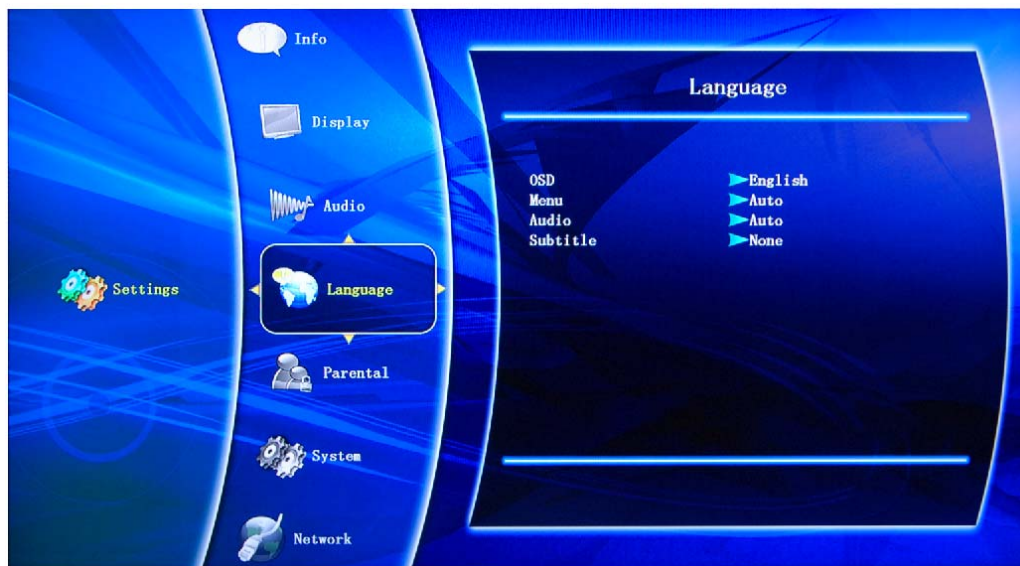 Settings
Info
Display
Audio
Language
Parental
System
Network
Language
OSD English
Menu Auto
Audio Auto
Subtitle None